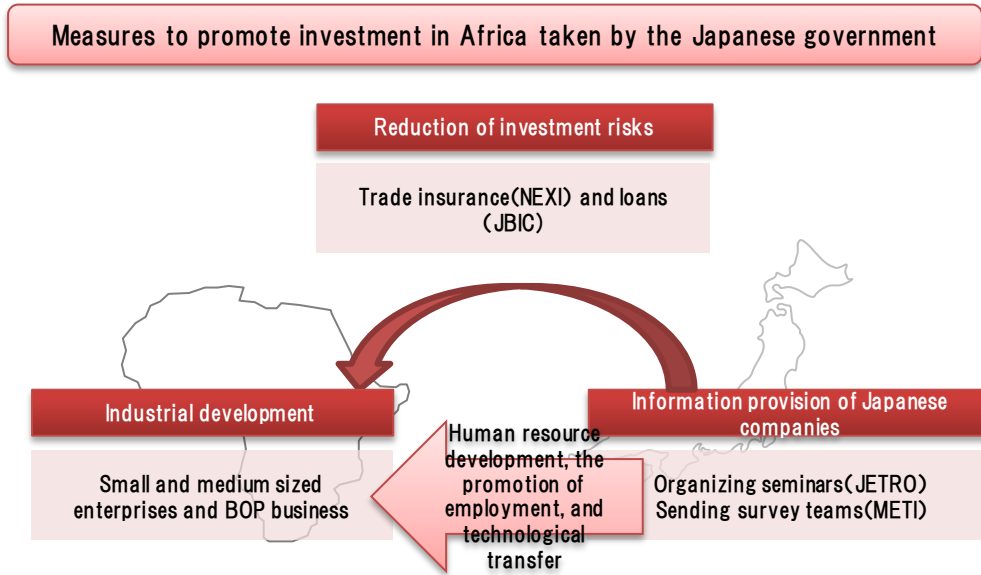 Measures to promote investment in Africa taken by the Japanese government
Reduction of investment risks
Trade insurance(NEXI) and loans
(JBIC)
Industrial development
Small and medium sized
enterprises and BOP business
Human resource
development, the
promotion of
employment, and
technological
transfer
Information provision of Japanese
companies
Organizing seminars(JETRO)
Sending survey teams(METI)